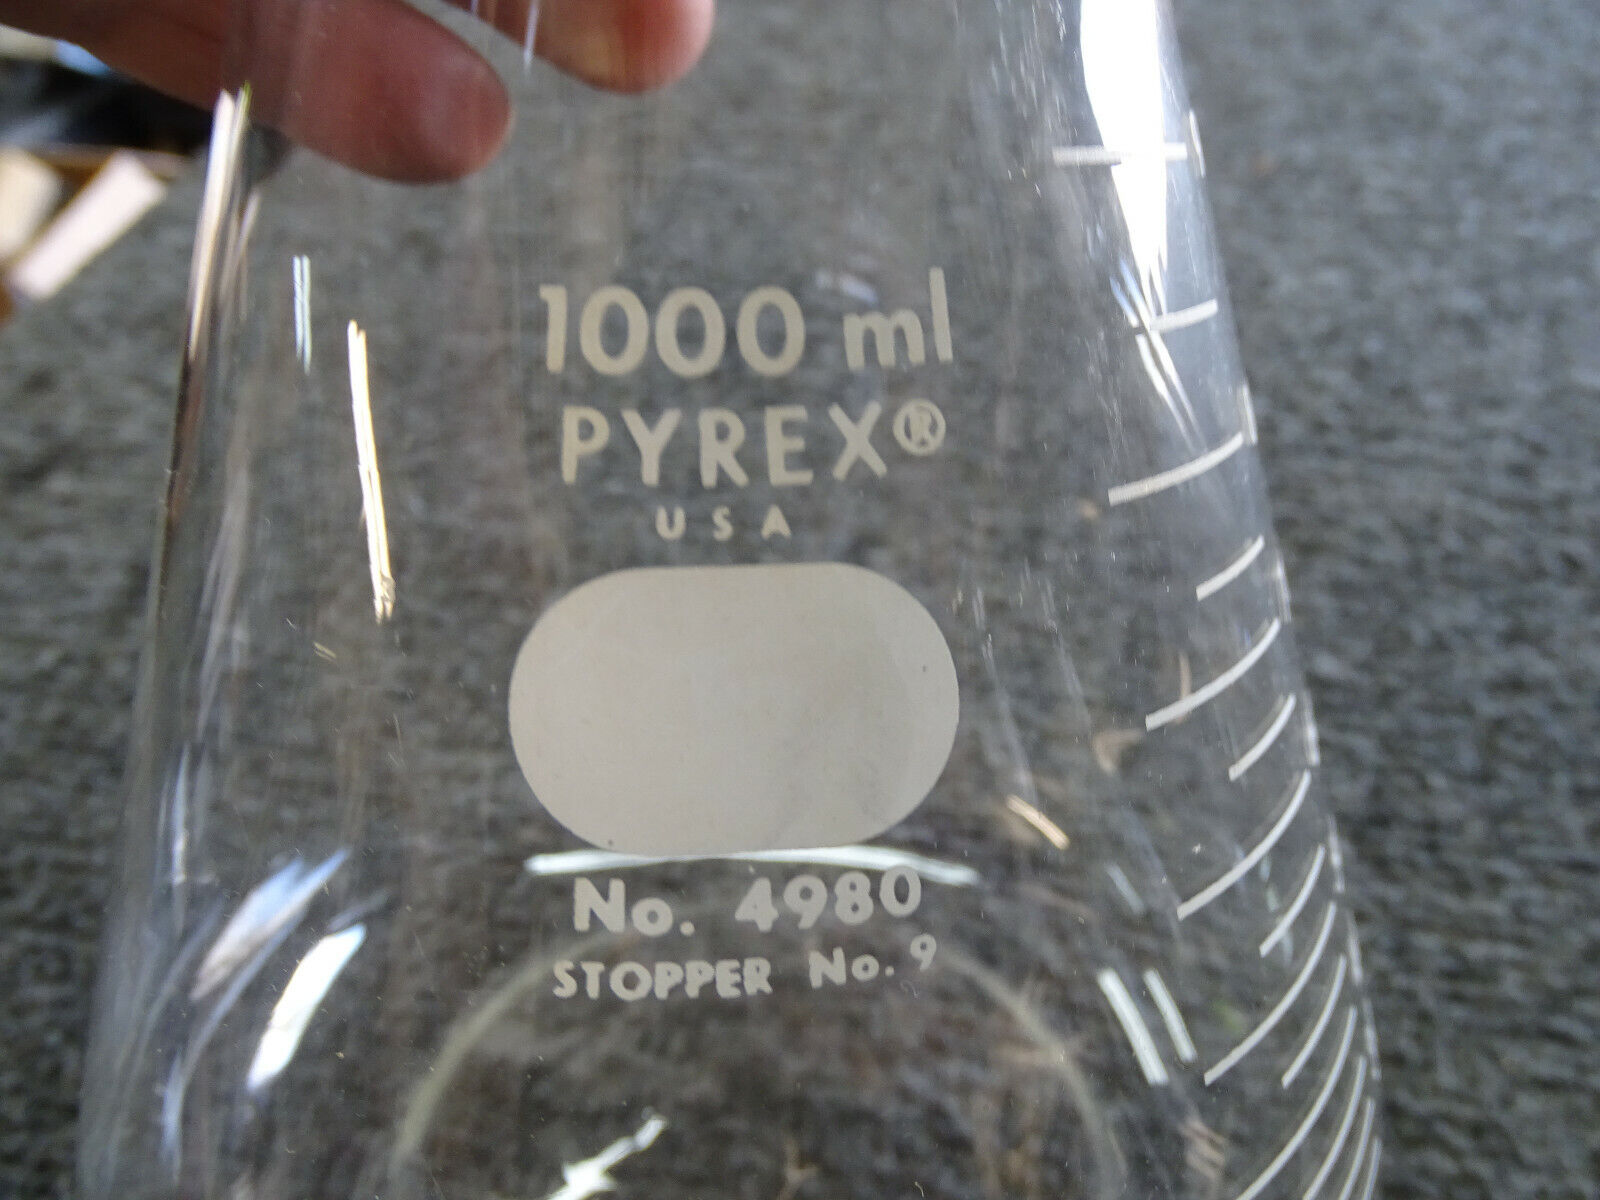 1000 ml
PYREX®
USA
No. 4980
STOPPER No. 9